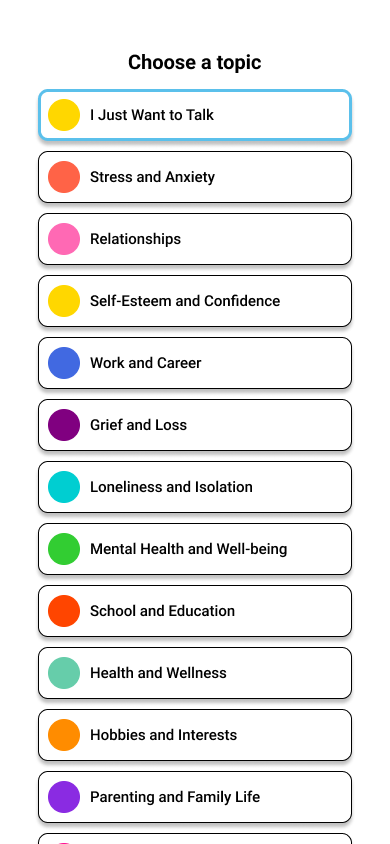 Choose a topic
I Just Want to Talk
Stress and Anxiety
Relationships
Self-Esteem and Confidence
Work and Career
Grief and Loss
Loneliness and Isolation
Mental Health and Well-being
School and Education
Health and Wellness
Hobbies and Interests
Parenting and Family Life